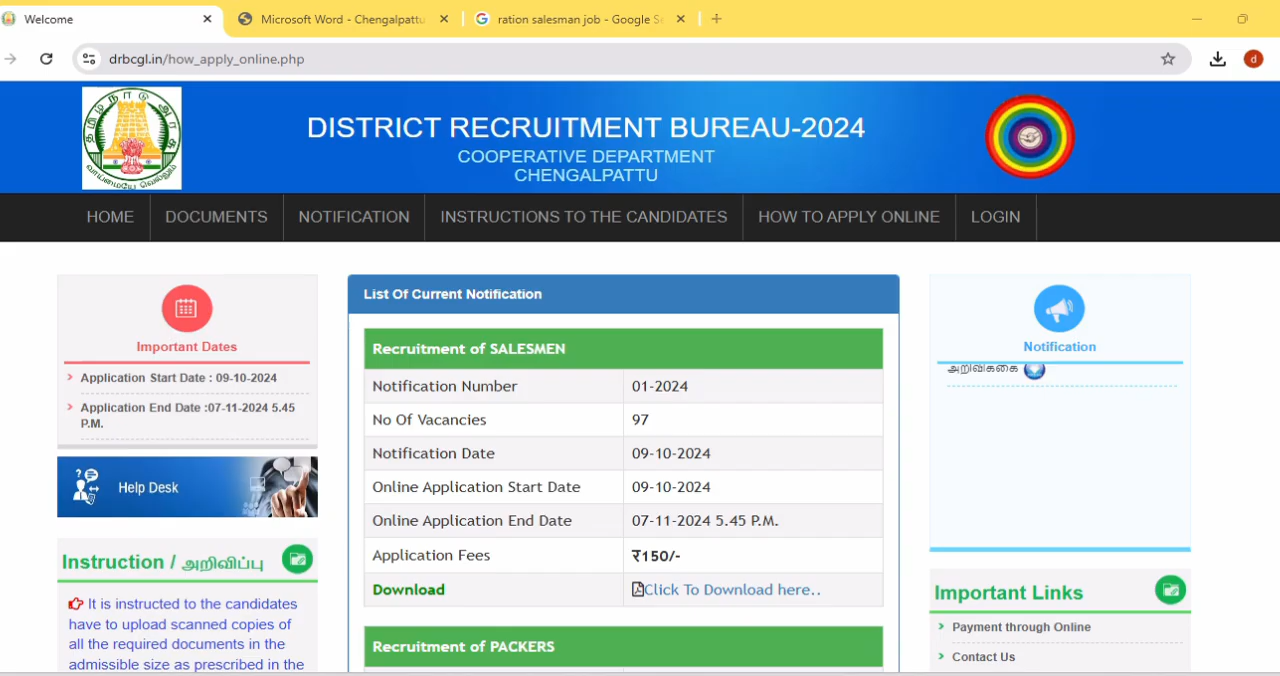 Welcome
Microsoft Word - Chengalpattu
ration salesman job - Google Se
drbcgl.in/how_apply_online.php
d
DISTRICT RECRUITMENT BUREAU-2024
COOPERATIVE DEPARTMENT
CHENGALPATTU
HOME
DOCUMENTS
NOTIFICATION
INSTRUCTIONS TO THE CANDIDATES
HOW TO APPLY ONLINE
LOGIN
Important Dates
Application Start Date : 09-10-2024
Application End Date :07-11-2024 5.45
P.M.
Help Desk
Instruction / அறிவிப்பு
It is instructed to the candidates
have to upload scanned copies of
all the required documents in the
admissible size as prescribed in the
List Of Current Notification
Recruitment of SALESMEN
Notification Number 01-2024
No Of Vacancies 97
Notification Date 09-10-2024
Online Application Start Date 09-10-2024
Online Application End Date 07-11-2024 5.45 P.M.
Application Fees ₹150/-
Download Click To Download here..
Recruitment of PACKERS
Notification
அறிவிக்கை
Important Links
Payment through Online
Contact Us